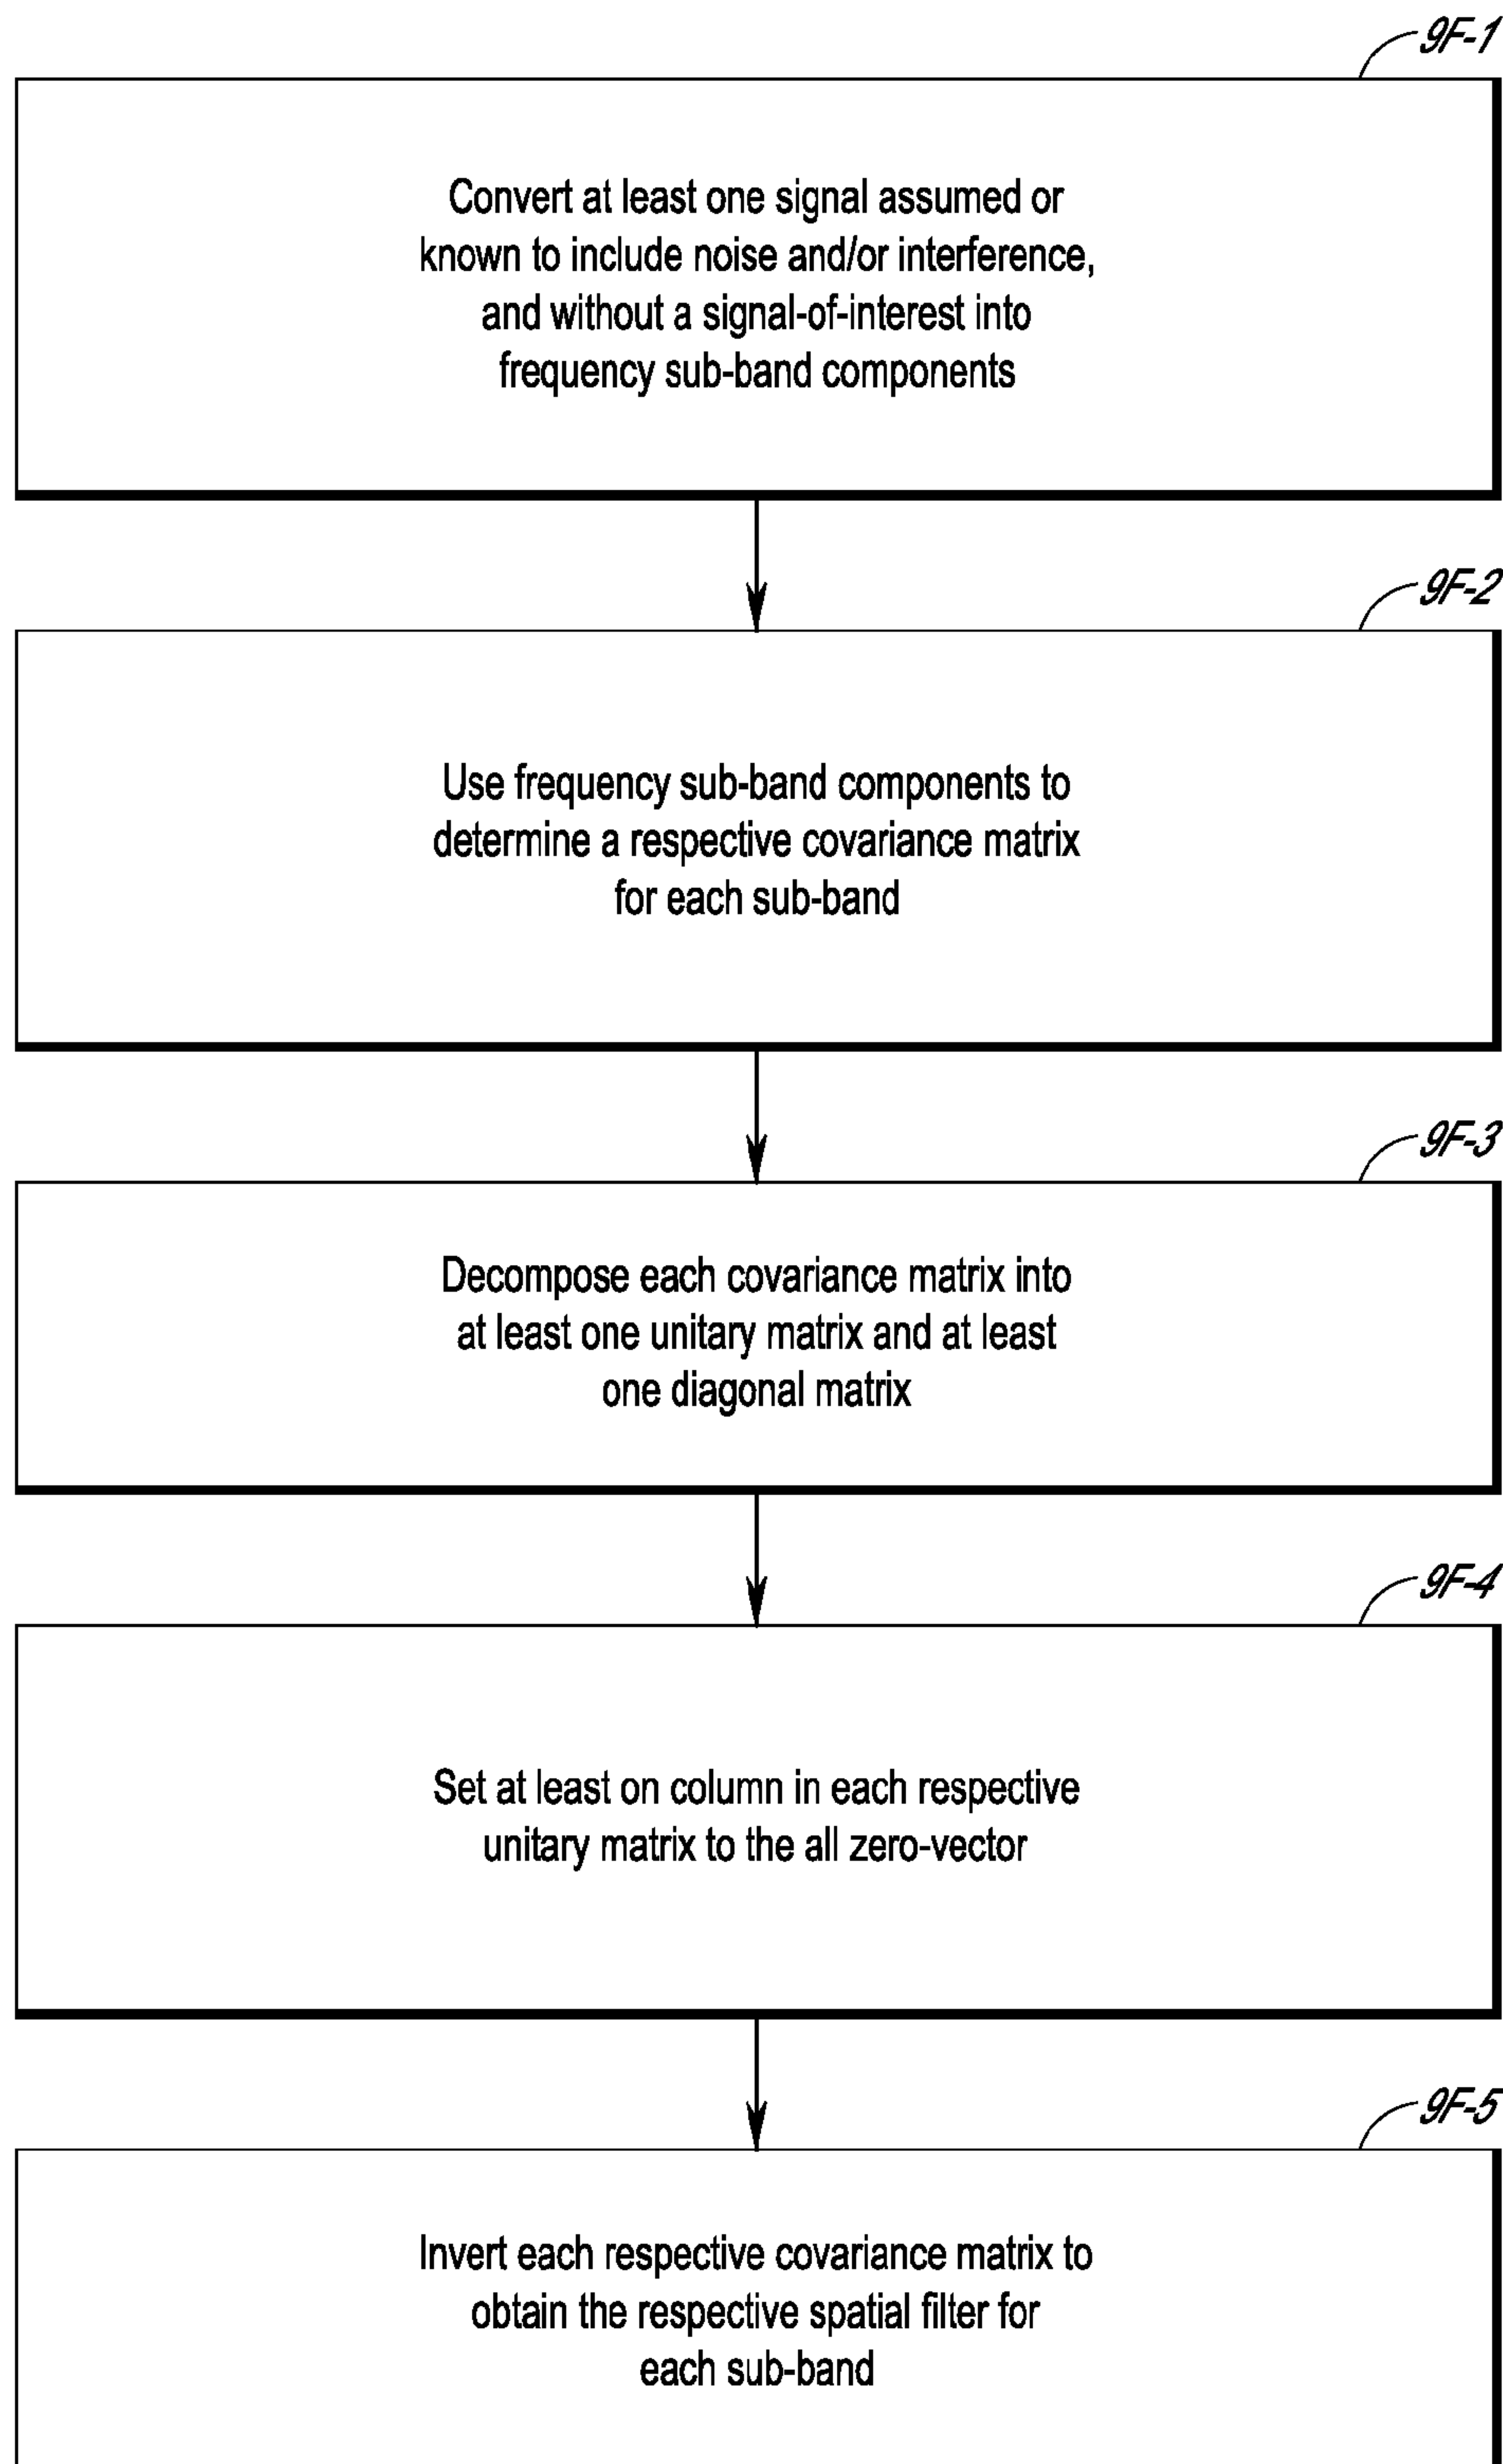 9F-1
Convert at least one signal assumed or
known to include noise and/or interference,
and without a signal-of-interest into
frequency sub-band components
9F-2
Use frequency sub-band components to
determine a respective covariance matrix
for each sub-band
9F-3
Decompose each covariance matrix into
at least one unitary matrix and at least
one diagonal matrix
9F-4
Set at least on column in each respective
unitary matrix to the all zero-vector
9F-5
Invert each respective covariance matrix to
obtain the respective spatial filter for
each sub-band